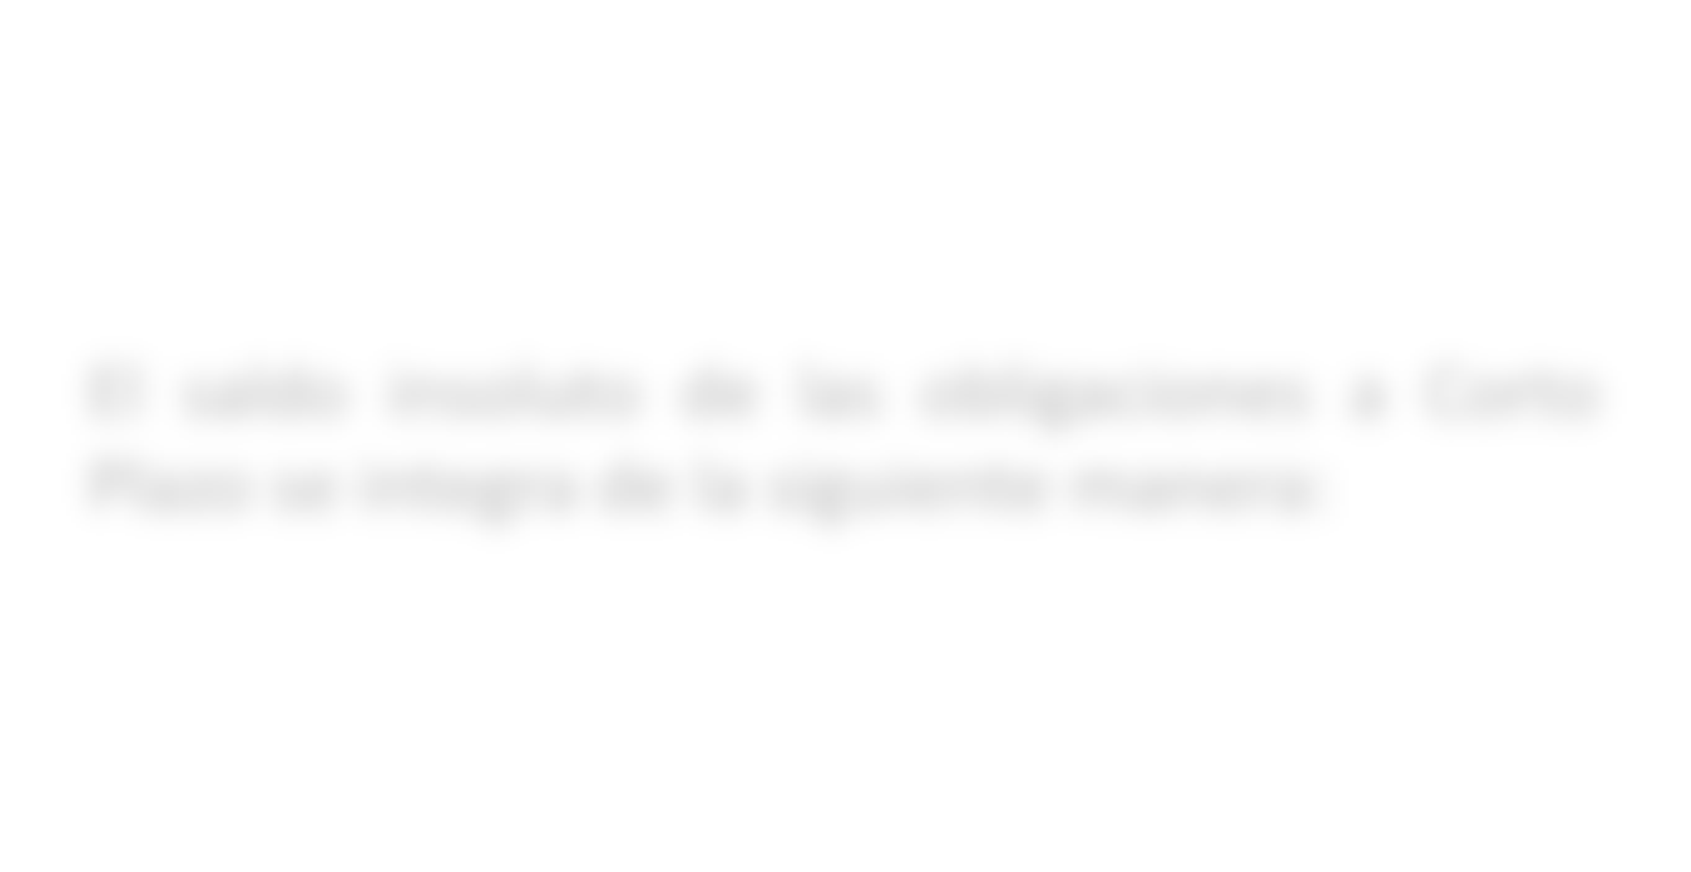 El saldo insoluto de las obligaciones a Corto
Plazo se integra de la siguiente manera: